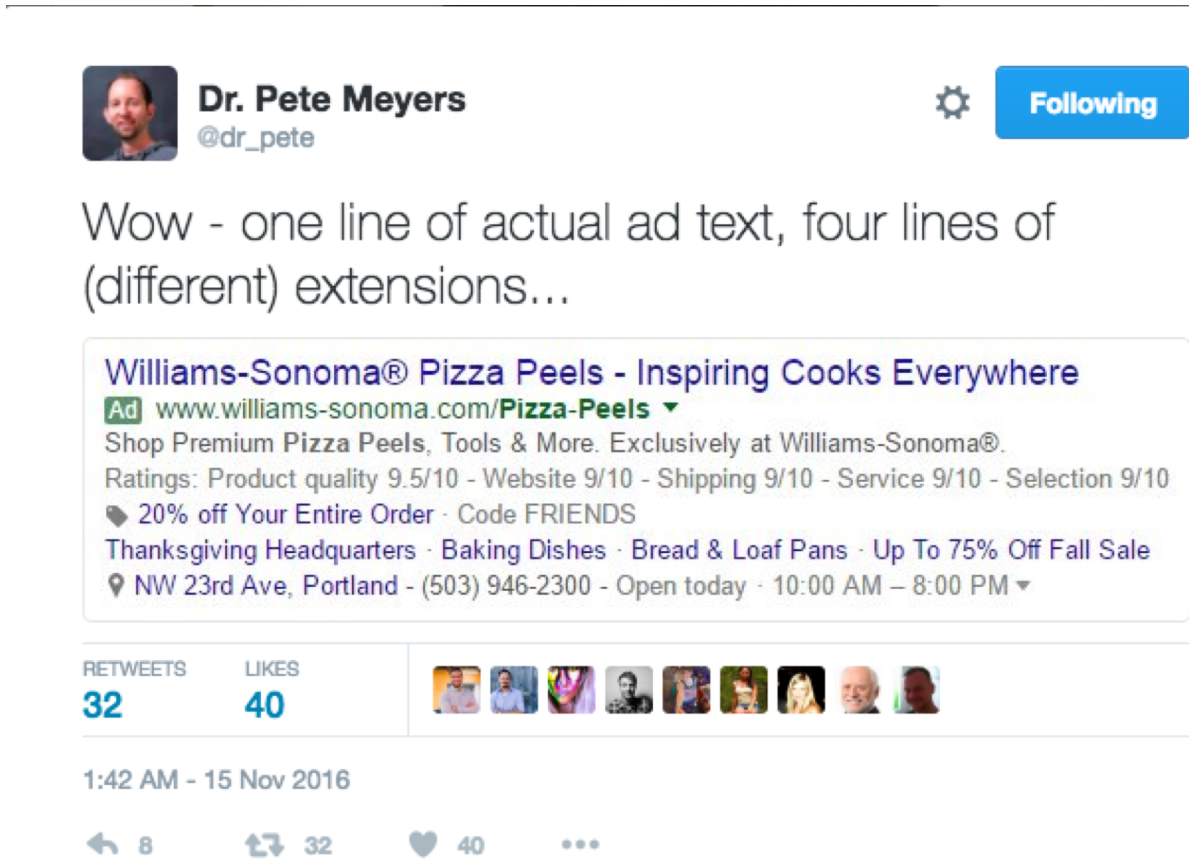 Dr. Pete Meyers
@dr_pete
Following
Wow - one line of actual ad text, four lines of
(different) extensions...
Williams-Sonoma® Pizza Peels - Inspiring Cooks Everywhere
Ad www.williams-sonoma.com/Pizza-Peels
Shop Premium Pizza Peels, Tools & More. Exclusively at Williams-Sonoma®.
Ratings: Product quality 9.5/10 - Website 9/10 - Shipping 9/10 - Service 9/10 - Selection 9/10
20% off Your Entire Order · Code FRIENDS
Thanksgiving Headquarters · Baking Dishes · Bread & Loaf Pans · Up To 75% Off Fall Sale
NW 23rd Ave, Portland - (503) 946-2300 - Open today · 10:00 AM – 8:00 PM
RETWEETS LIKES
32 40
1:42 AM - 15 Nov 2016
8 32 40